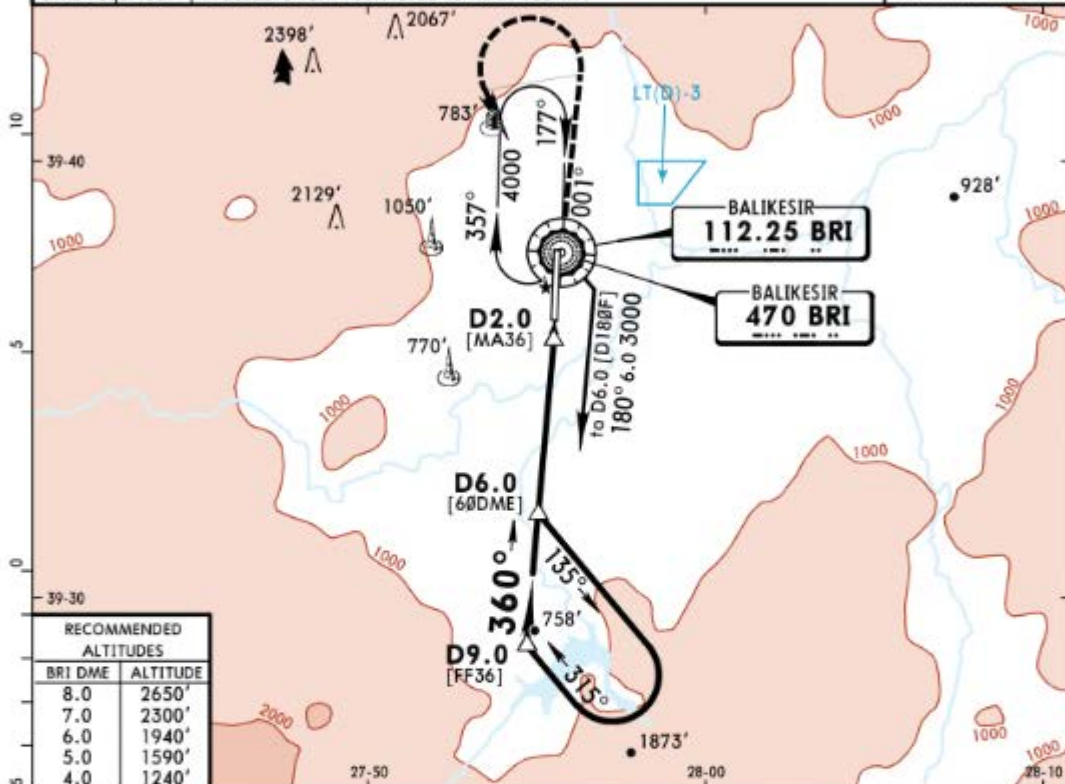 2398'
2067'
1000
783'
LT(D)-3
10
39-40
177°
4000
001°
357°
1000
928'
2129'
1050'
1000
1000
BALIKESIR
112.25 BRI
BALIKESIR
470 BRI
D2.0
[MA36]
5
770'
to D6.0 [D180F]
180° 6.0 3000
1000
1000
1000
D6.0
[60DME]
1000
0
135°
360°
39-30
758'
D9.0
[FF36]
315°
RECOMMENDED
ALTITUDES
BRI DME ALTITUDE
8.0 2650'
7.0 2300'
6.0 1940'
5.0 1590'
4.0 1240'
2000
1873'
1000
1000
5
27-50
28-00
28-10